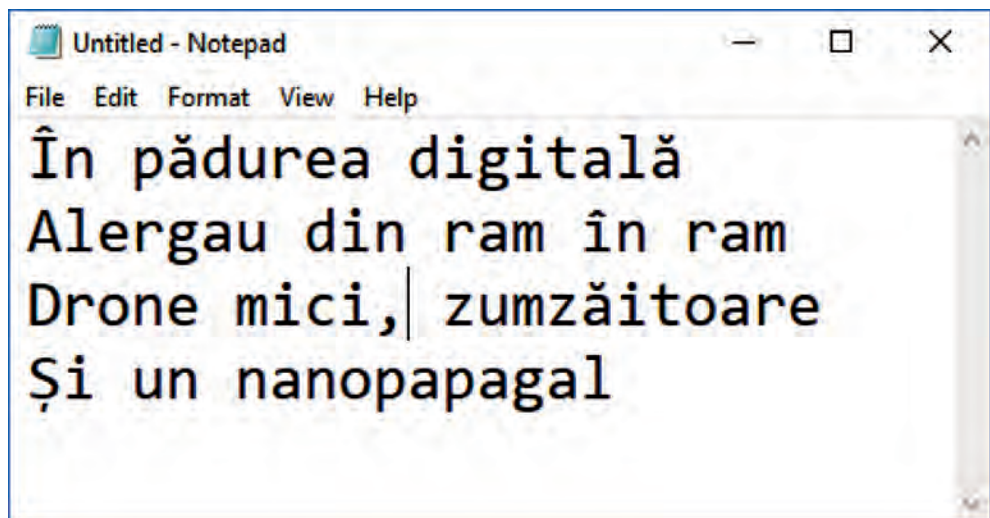 Untitled - Notepad
File Edit Format View Help
În pădurea digitală
Alergau din ram în ram
Drone mici, zumzăitoare
Și un nanopapagal